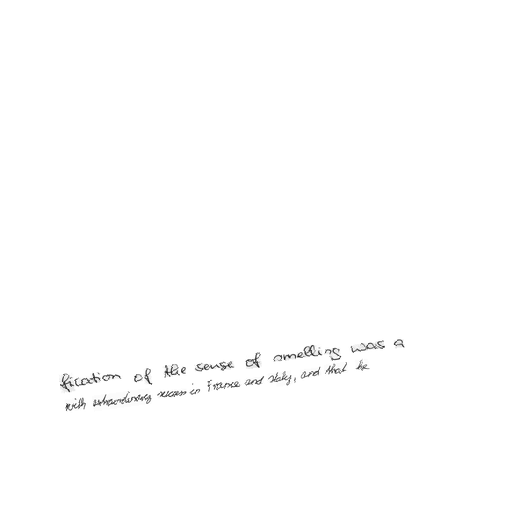 fication of the sense of smelling was a
with extraordinary success in France and Italy, and that he